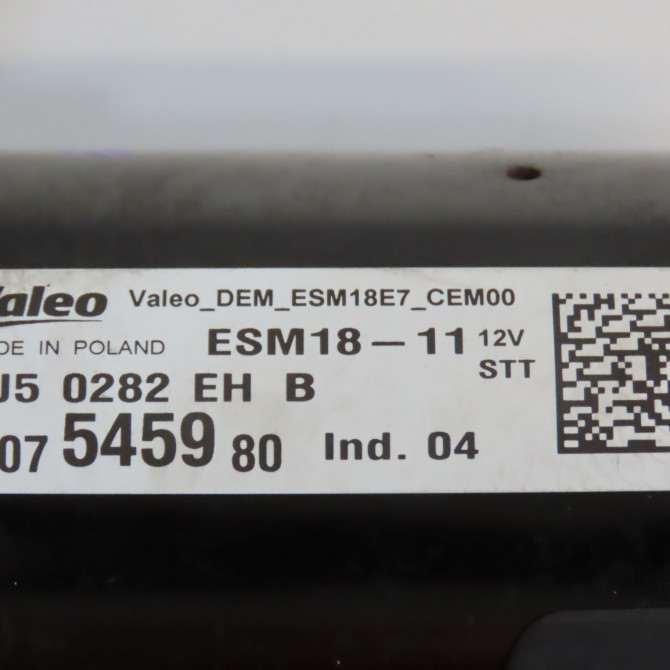 Valeo Valeo_DEM_ESM18E7_CEM00
DE IN POLAND ESM18-11 12V
STT
J5 0282 EH B
07 5459 80 Ind. 04